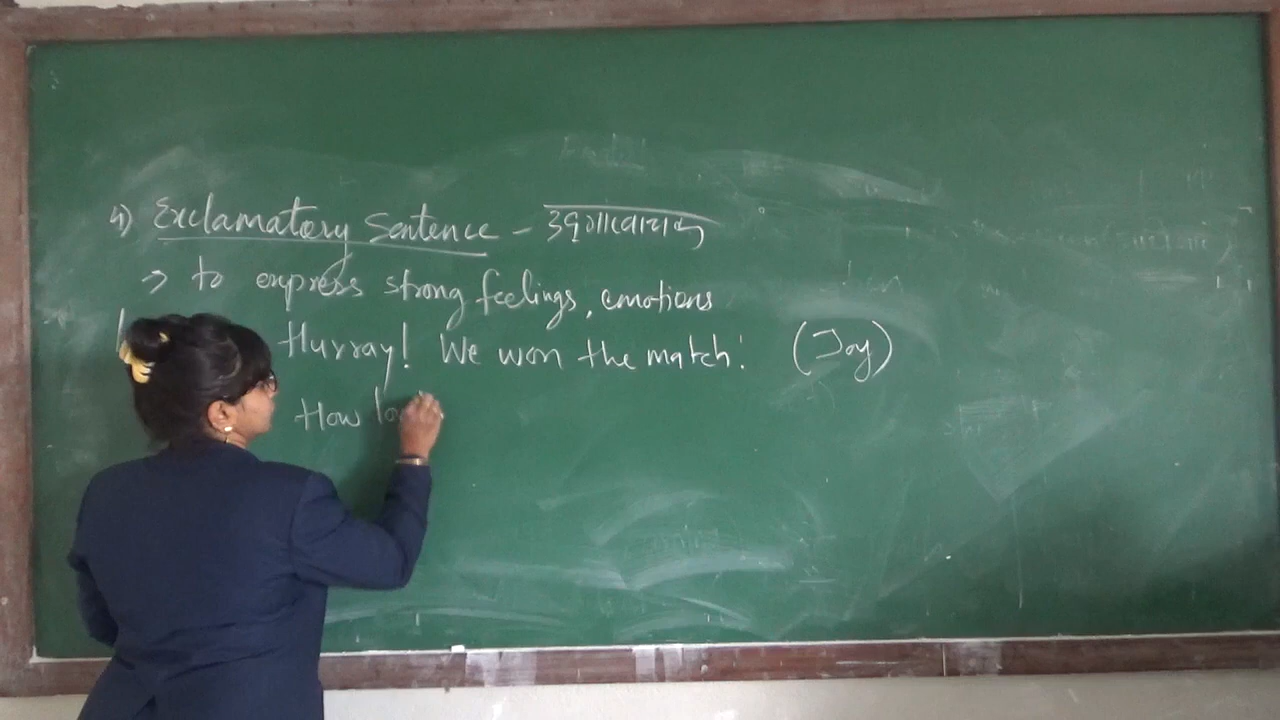 4) Exclamatory Sentence - उद्गारवाचक
→ to express strong feelings, emotions
Hurray! We won the match! (Joy)
How